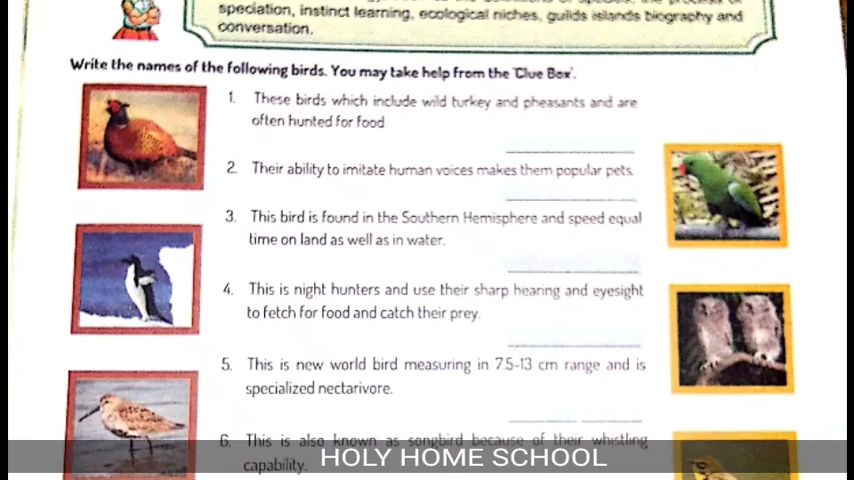 speciation, instinct learning, ecological niches, guilds islands biography and
conversation.
Write the names of the following birds. You may take help from the 'Clue Box'.
1. These birds which include wild turkey and pheasants and are
often hunted for food.
2. Their ability to imitate human voices makes them popular pets.
3. This bird is found in the Southern Hemisphere and speed equal
time on land as well as in water.
4. This is night hunters and use their sharp hearing and eyesight
to fetch for food and catch their prey.
5. This is new world bird measuring in 7.5-13 cm range and is
specialized nectarivore.
6. This is also known as songbird because of their whistling
capability.
HOLY HOME SCHOOL